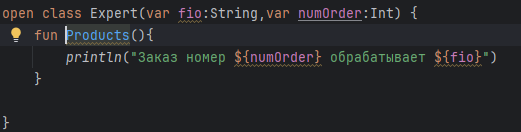 open class Expert(var fio:String,var numOrder:Int) {
fun Products(){
println("Заказ номер ${numOrder} обрабатывает ${fio}")
}
}